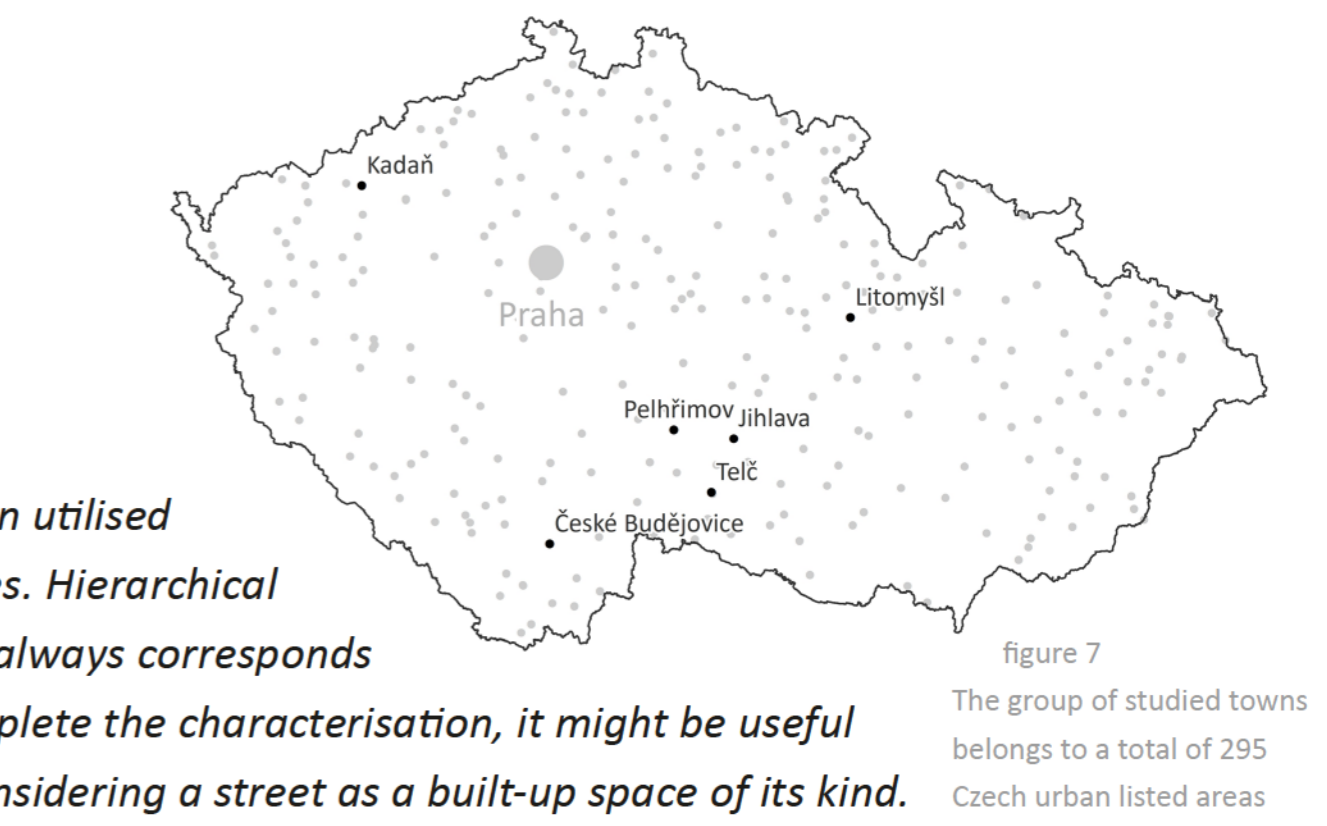 Kadaň
Praha
Litomyšl
Pelhřimov
Jihlava
Telč
České Budějovice
n utilised
es. Hierarchical
always corresponds
plete the characterisation, it might be useful
nsidering a street as a built-up space of its kind.
figure 7
The group of studied towns
belongs to a total of 295
Czech urban listed areas